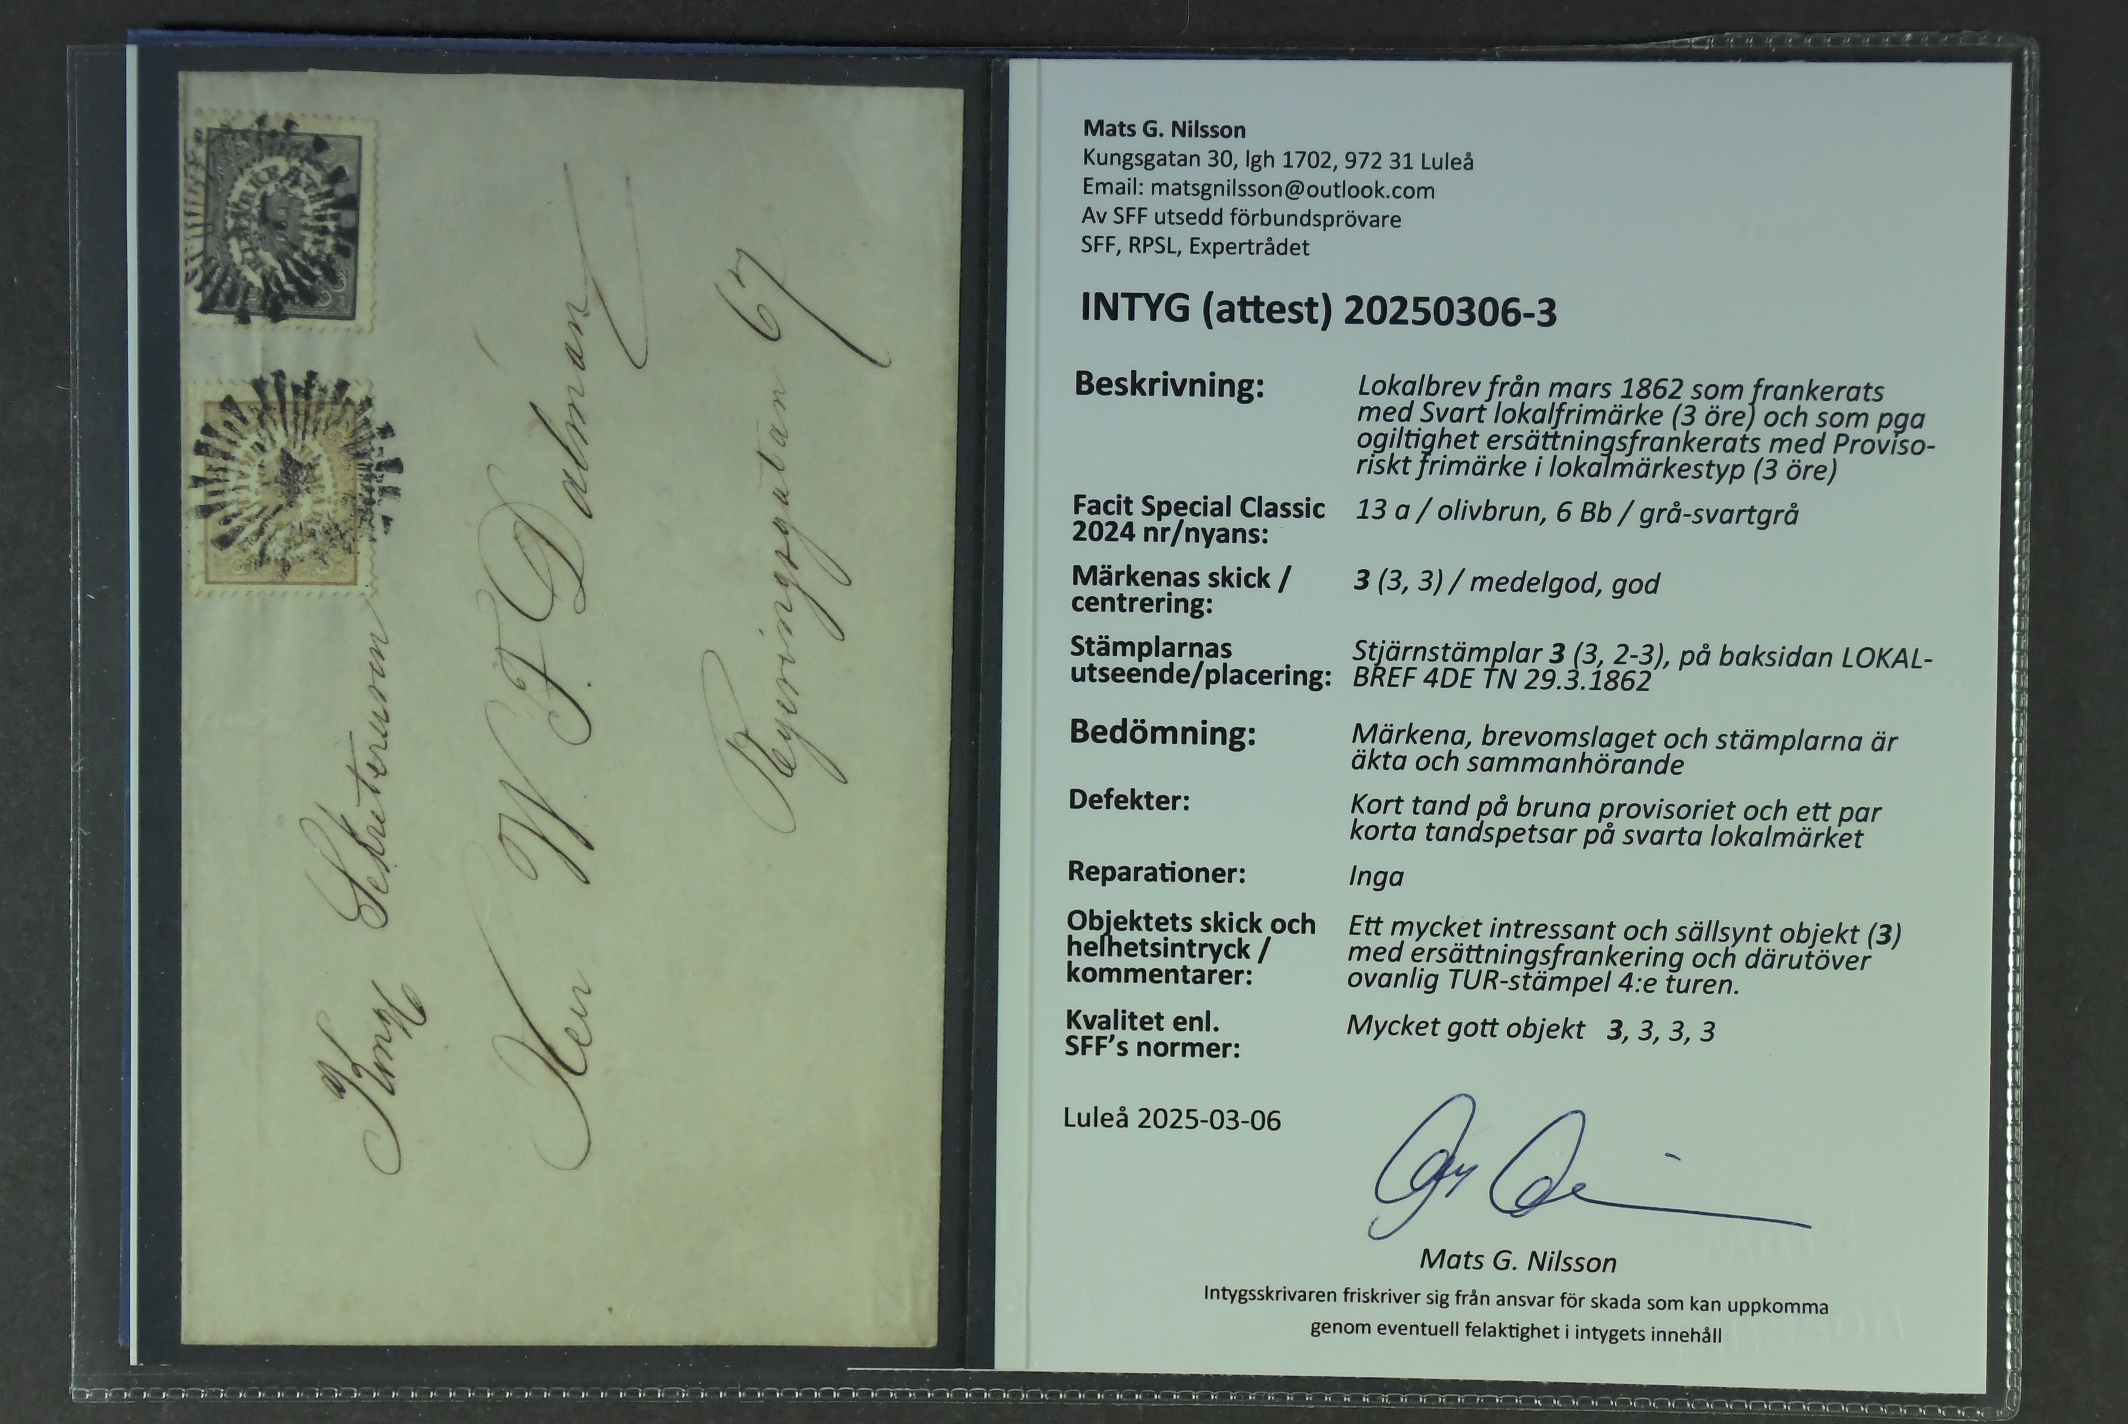 Kongl Sekreteraren
Herr W. F. Dalman
Regeringsgatan 67
FRIMÄRKE
Mats G. Nilsson
Kungsgatan 30, lgh 1702, 972 31 Luleå
Email: matsgnilsson@outlook.com
Av SFF utsedd förbundsprövare
SFF, RPSL, Expertrådet
INTYG (attest) 20250306-3
Beskrivning: Lokalbrev från mars 1862 som frankerats
med Svart lokalfrimärke (3 öre) och som pga
ogiltighet ersättningsfrankerats med Proviso-
riskt frimärke i lokalmärkestyp (3 öre)
Facit Special Classic 13 a / olivbrun, 6 Bb / grå-svartgrå
2024 nr/nyans:
Märkenas skick / 3 (3, 3) / medelgod, god
centrering:
Stämplarnas Stjärnstämplar 3 (3, 2-3), på baksidan LOKAL-
utseende/placering: BREF 4DE TN 29.3.1862
Bedömning: Märkena, brevomslaget och stämplarna är
äkta och sammanhörande
Defekter: Kort tand på bruna provisoriet och ett par
korta tandspetsar på svarta lokalmärket
Reparationer: Inga
Objektets skick och Ett mycket intressant och sällsynt objekt (3)
helhetsintryck / med ersättningsfrankering och därutöver
kommentarer: ovanlig TUR-stämpel 4:e turen.
Kvalitet enl. Mycket gott objekt 3, 3, 3, 3
SFF's normer:
Luleå 2025-03-06
Mats G. Nilsson
Intygsskrivaren friskriver sig från ansvar för skada som kan uppkomma
genom eventuell felaktighet i intygets innehåll